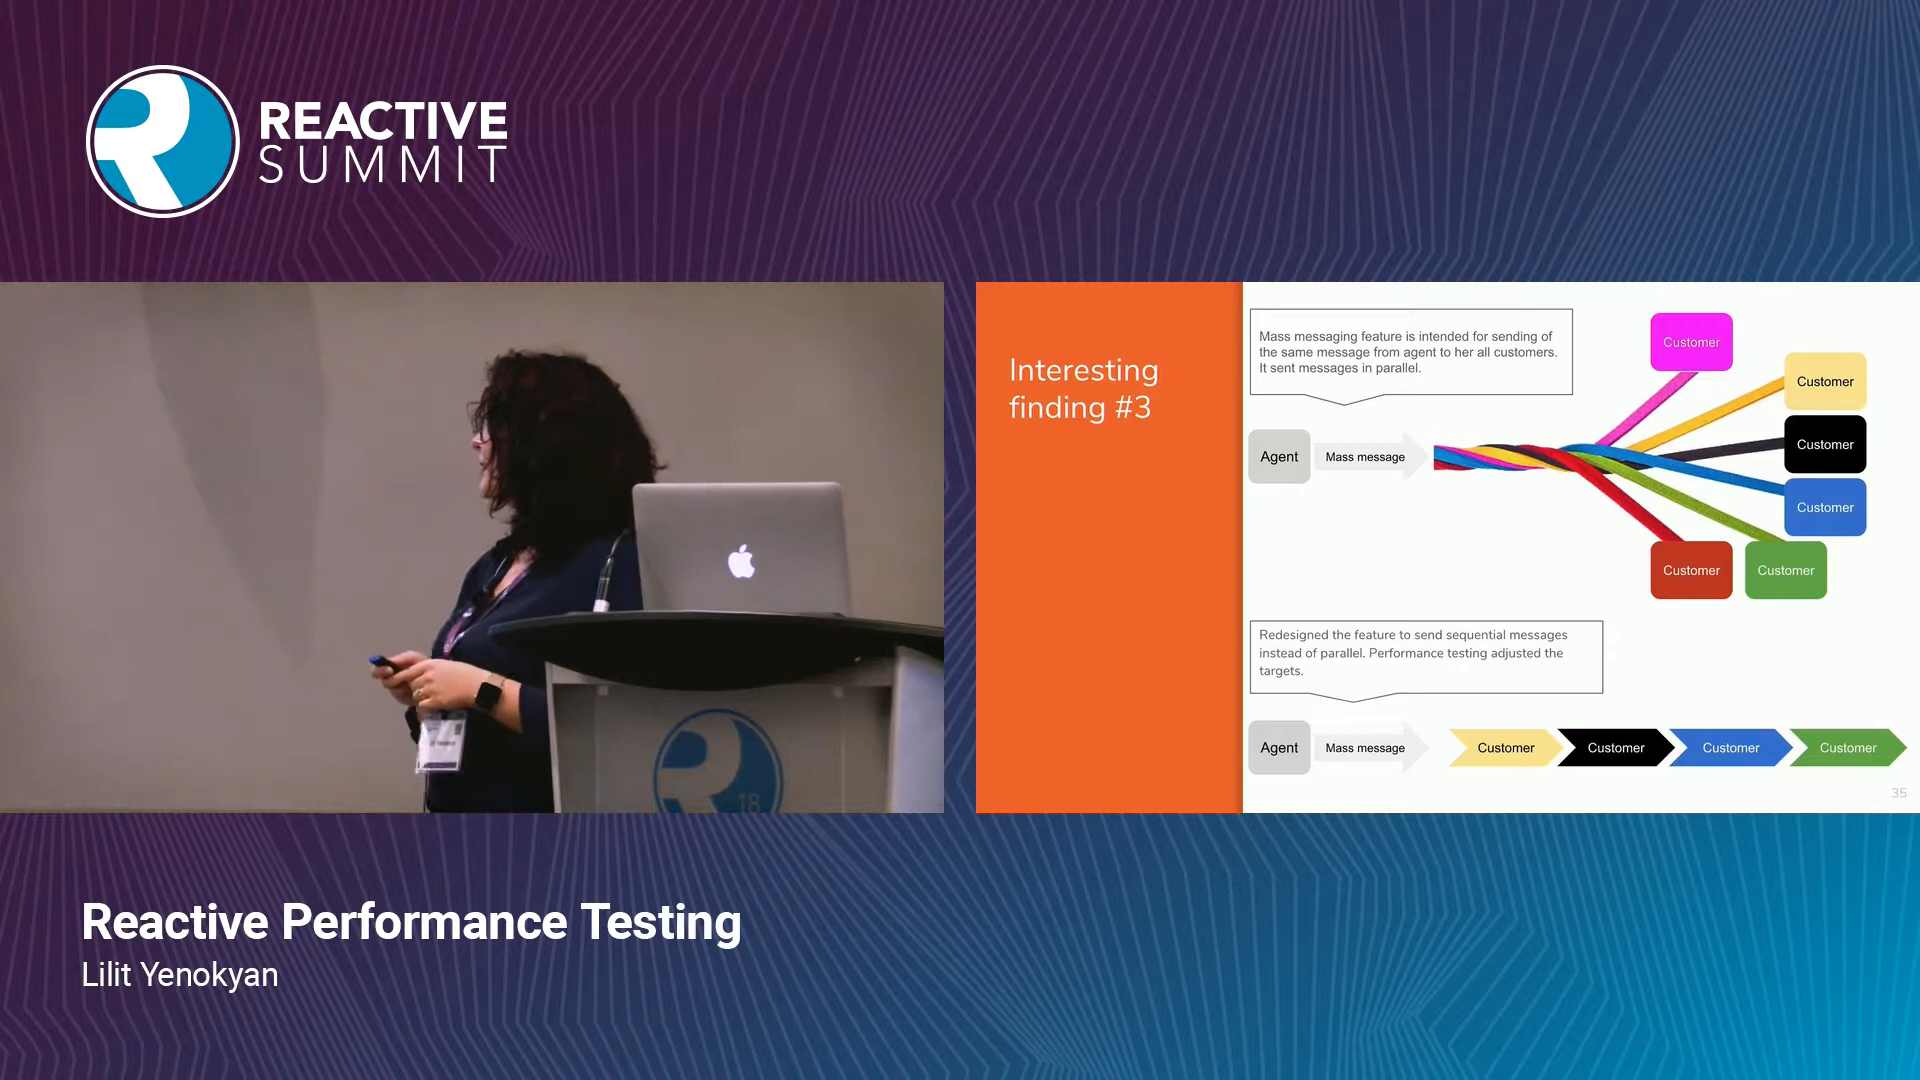 REACTIVE
SUMMIT
Interesting
finding #3
Mass messaging feature is intended for sending of
the same message from agent to her all customers.
It sent messages in parallel.
Agent
Mass message
Customer
Customer
Customer
Customer
Customer
Customer
Redesigned the feature to send sequential messages
instead of parallel. Performance testing adjusted the
targets.
Agent
Mass message
Customer
Customer
Customer
Customer
35
18
Reactive Performance Testing
Lilit Yenokyan